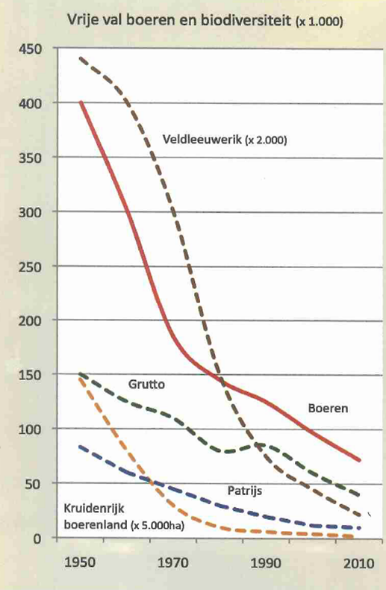 Vrije val boeren en biodiversiteit (x 1.000)
450
400
350
300
250
200
150
100
50
0
Veldleeuwerik (x 2.000)
Grutto
Boeren
Patrijs
Kruidenrijk
boerenland (x 5.000ha)
1950 1970 1990 2010